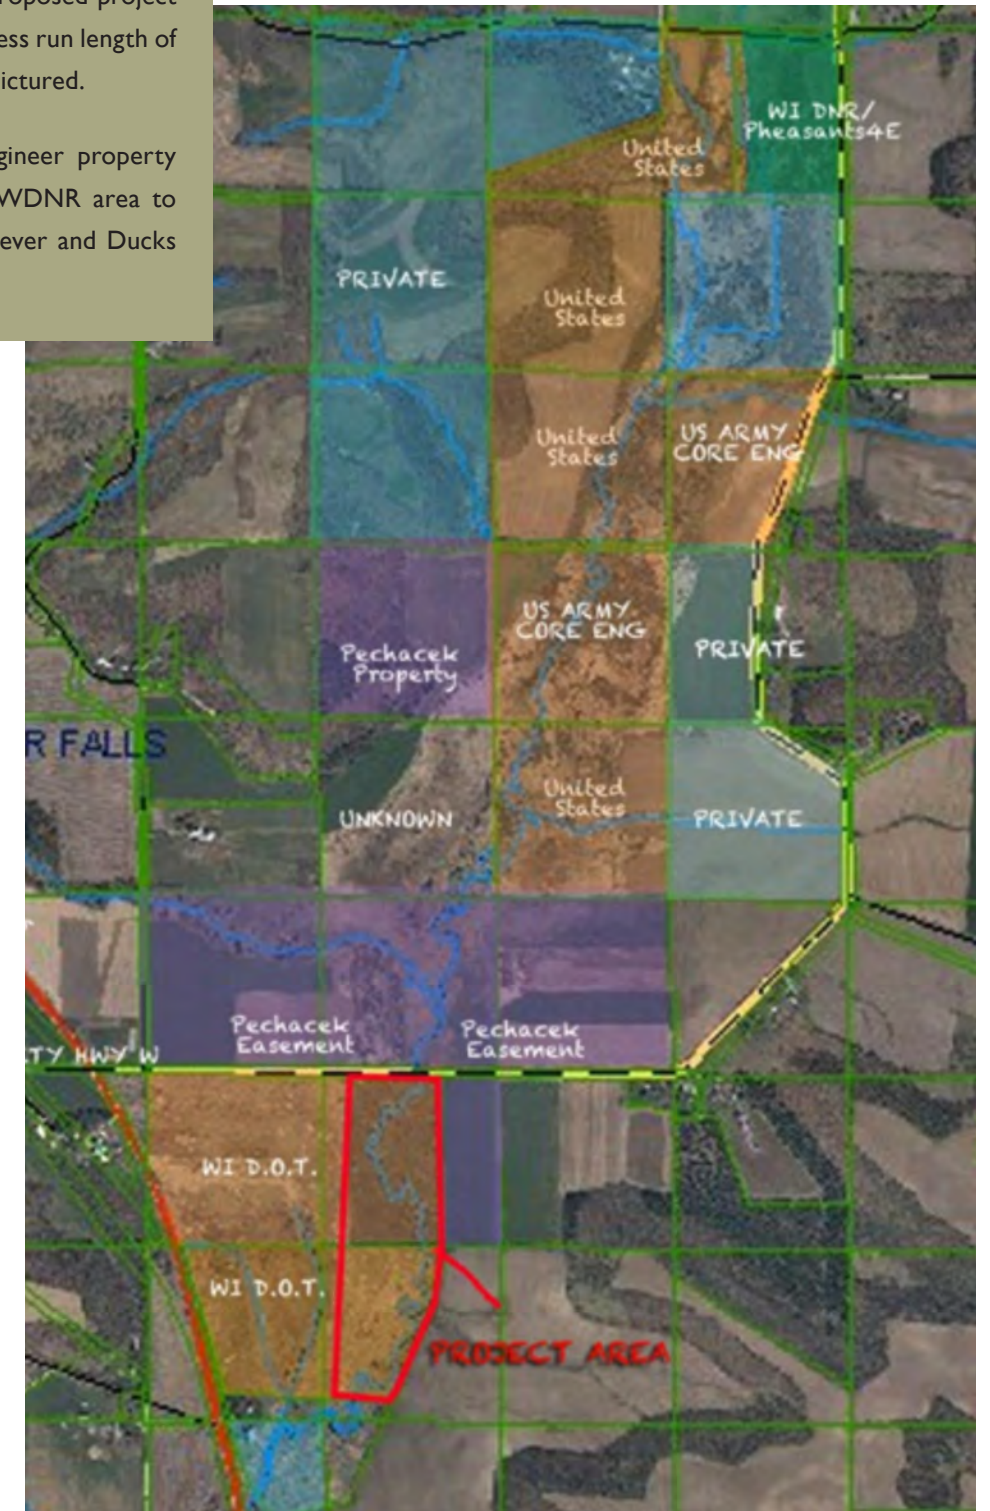 roposed project
ess run length of
ictured.
gineer property
WDNR area to
ever and Ducks
WI DNR/
Pheasants4E
United
States
PRIVATE
United
States
United
States
US ARMY
CORE ENG
US ARMY
CORE ENG
PRIVATE
Pechacek
Property
R FALLS
United
States
UNKNOWN
PRIVATE
Pechacek
Easement
Pechacek
Easement
TY HWY W
WI D.O.T.
WI D.O.T.
PROJECT AREA